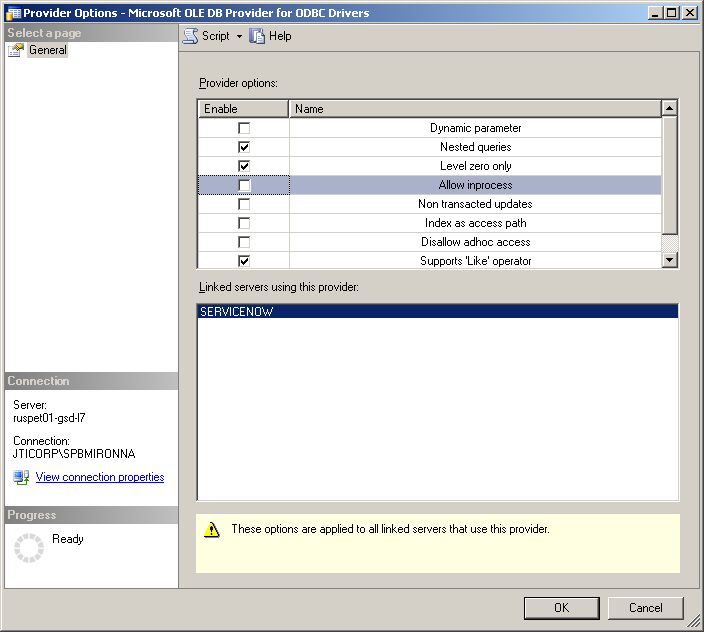 Provider Options - Microsoft OLE DB Provider for ODBC Drivers
Select a page
General
Script
Help
Provider options:
Enable
Name
Dynamic parameter
Nested queries
Level zero only
Allow inprocess
Non transacted updates
Index as access path
Disallow adhoc access
Supports 'Like' operator
Linked servers using this provider:
SERVICENOW
Connection
Server:
ruspet01-gsd-l7
Connection:
JTICORP\SPBMIRONNA
View connection properties
Progress
Ready
These options are applied to all linked servers that use this provider.
OK
Cancel